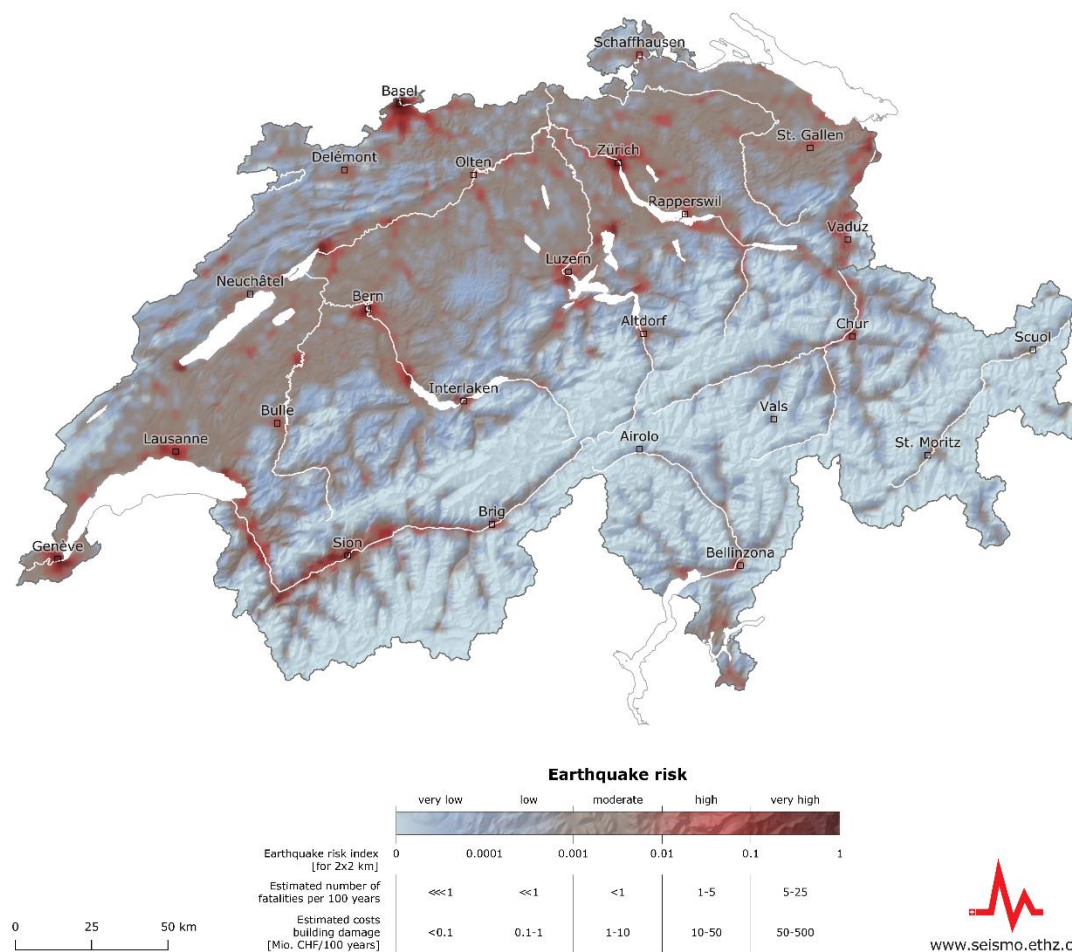 Schaffhausen
Basel
St. Gallen
Delémont
Olten
Zürich
Rapperswil
Vaduz
Neuchâtel
Luzern
Bern
Altdorf
Chur
Scuol
Interlaken
Bulle
Vals
Lausanne
Airolo
St. Moritz
Brig
Genève
Sion
Bellinzona
Earthquake risk
very low low moderate high very high
Earthquake risk index
[for 2x2 km]
0 0.0001 0.001 0.01 0.1 1
Estimated number of
fatalities per 100 years
<<<1 <<1 <1 1-5 5-25
Estimated costs
building damage
[Mio. CHF/100 years]
<0.1 0.1-1 1-10 10-50 50-500
0 25 50 km
www.seismo.ethz.c